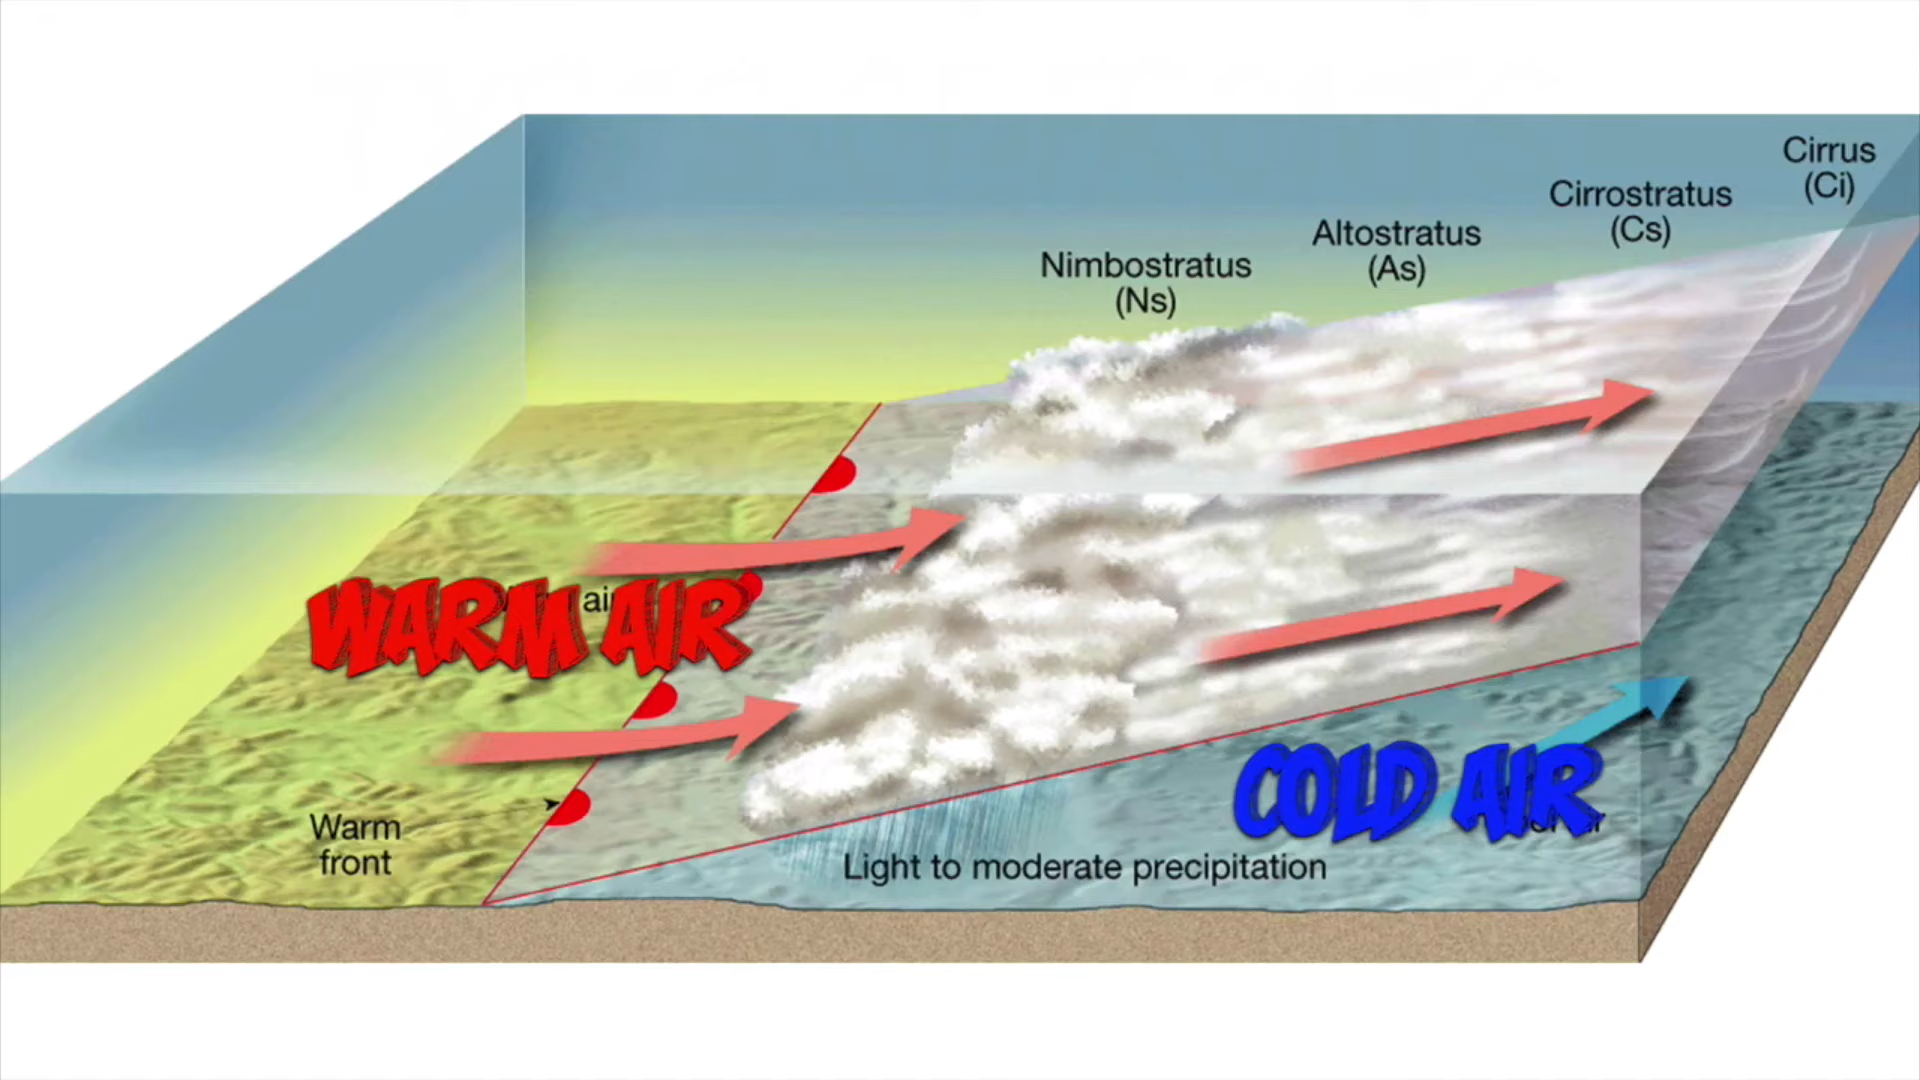 Cirrus
(Ci)
Cirrostratus
(Cs)
Altostratus
(As)
Nimbostratus
(Ns)
WARM AIR
COLD AIR
Warm
front
Light to moderate precipitation